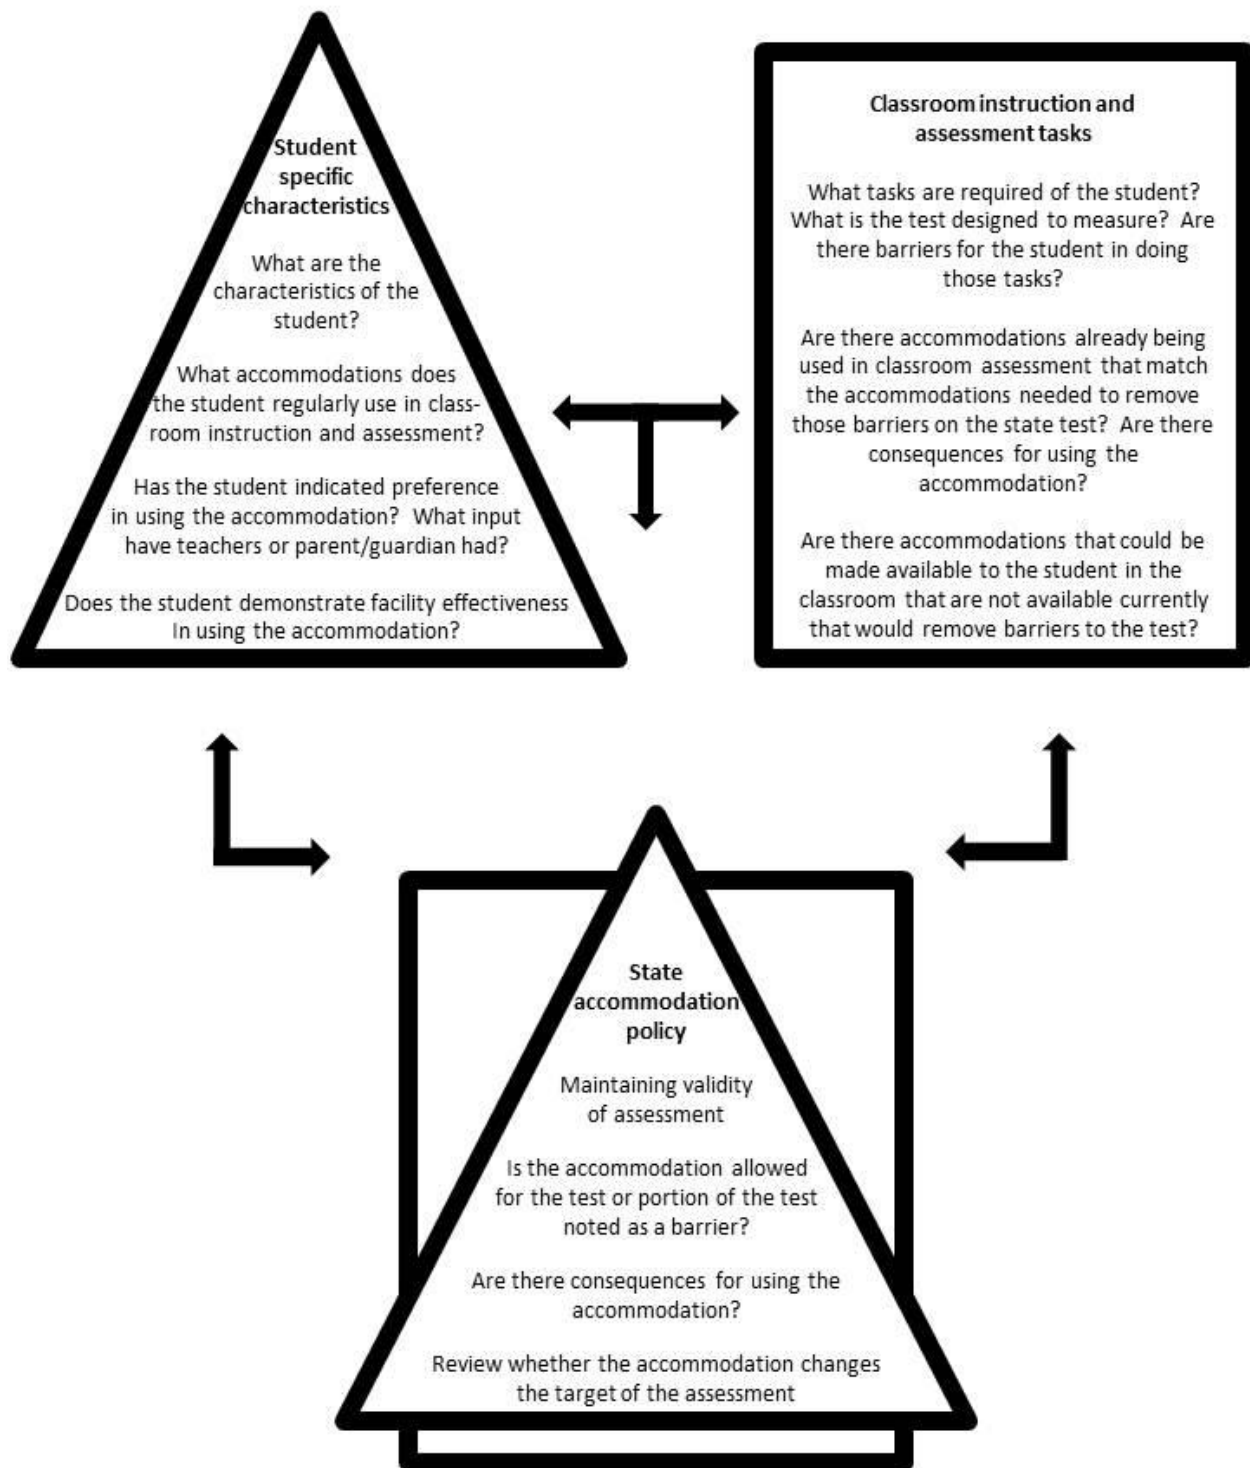 Student
specific
characteristics
What are the
characteristics of the
student?
What accommodations does
the student regularly use in class-
room instruction and assessment?
Has the student indicated preference
in using the accommodation? What input
have teachers or parent/guardian had?
Does the student demonstrate facility effectiveness
In using the accommodation?
Classroom instruction and
assessment tasks
What tasks are required of the student?
What is the test designed to measure? Are
there barriers for the student in doing
those tasks?
Are there accommodations already being
used in classroom assessment that match
the accommodations needed to remove
those barriers on the state test? Are there
consequences for using the
accommodation?
Are there accommodations that could be
made available to the student in the
classroom that are not available currently
that would remove barriers to the test?
State
accommodation
policy
Maintaining validity
of assessment
Is the accommodation allowed
for the test or portion of the test
noted as a barrier?
Are there consequences for using the
accommodation?
Review whether the accommodation changes
the target of the assessment